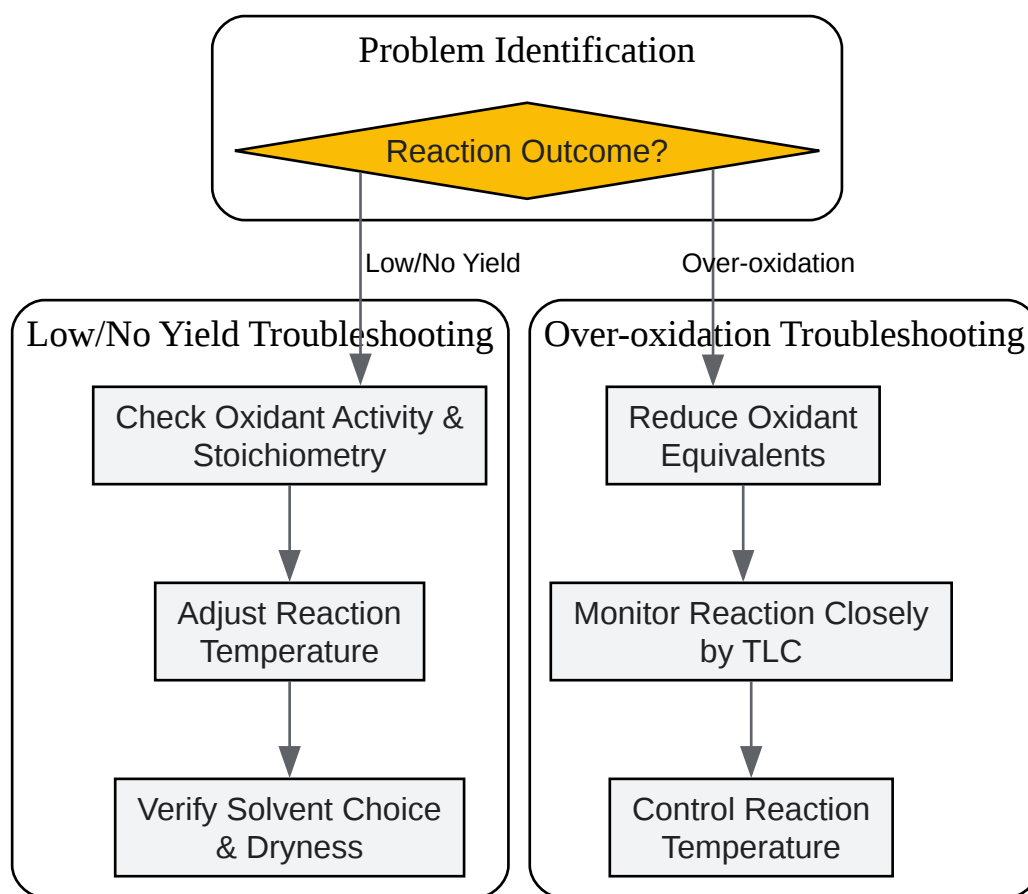 Problem Identification
Reaction Outcome?
Low/No Yield
Over-oxidation
Low/No Yield Troubleshooting
Check Oxidant Activity &
Stoichiometry
Adjust Reaction
Temperature
Verify Solvent Choice
& Dryness
Over-oxidation Troubleshooting
Reduce Oxidant
Equivalents
Monitor Reaction Closely
by TLC
Control Reaction
Temperature